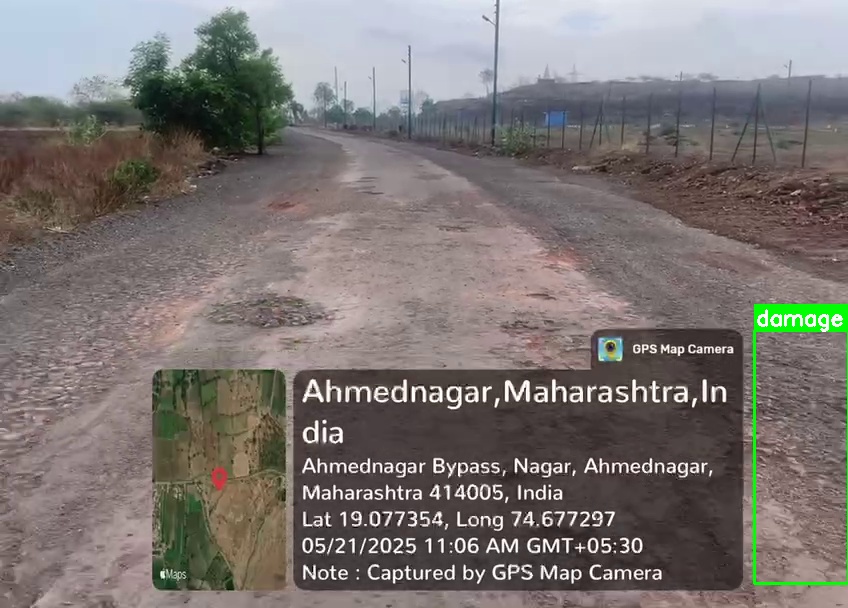 damage
GPS Map Camera
Ahmednagar,Maharashtra,In
dia
Ahmednagar Bypass, Nagar, Ahmednagar,
Maharashtra 414005, India
Lat 19.077354, Long 74.677297
05/21/2025 11:06 AM GMT+05:30
Note : Captured by GPS Map Camera
Maps